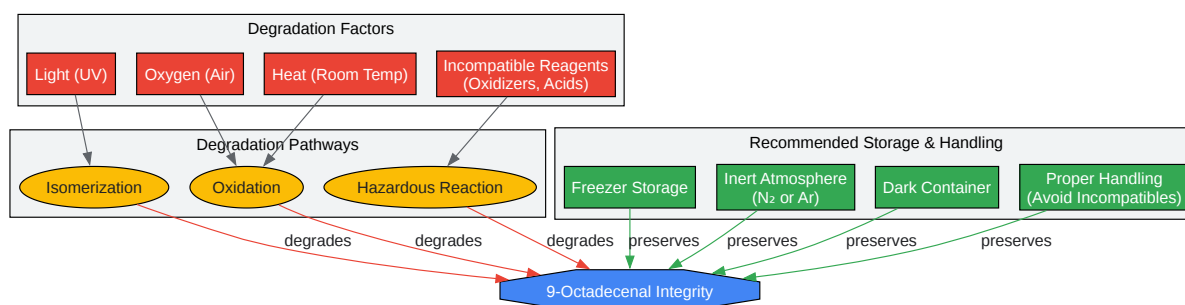 Degradation Factors
Light (UV)
Oxygen (Air)
Heat (Room Temp)
Incompatible Reagents
(Oxidizers, Acids)
Degradation Pathways
Isomerization
Oxidation
Hazardous Reaction
Recommended Storage & Handling
Freezer Storage
Inert Atmosphere
(N₂ or Ar)
Dark Container
Proper Handling
(Avoid Incompatibles)
degrades
degrades
degrades
preserves
preserves
preserves
preserves
9-Octadecenal Integrity